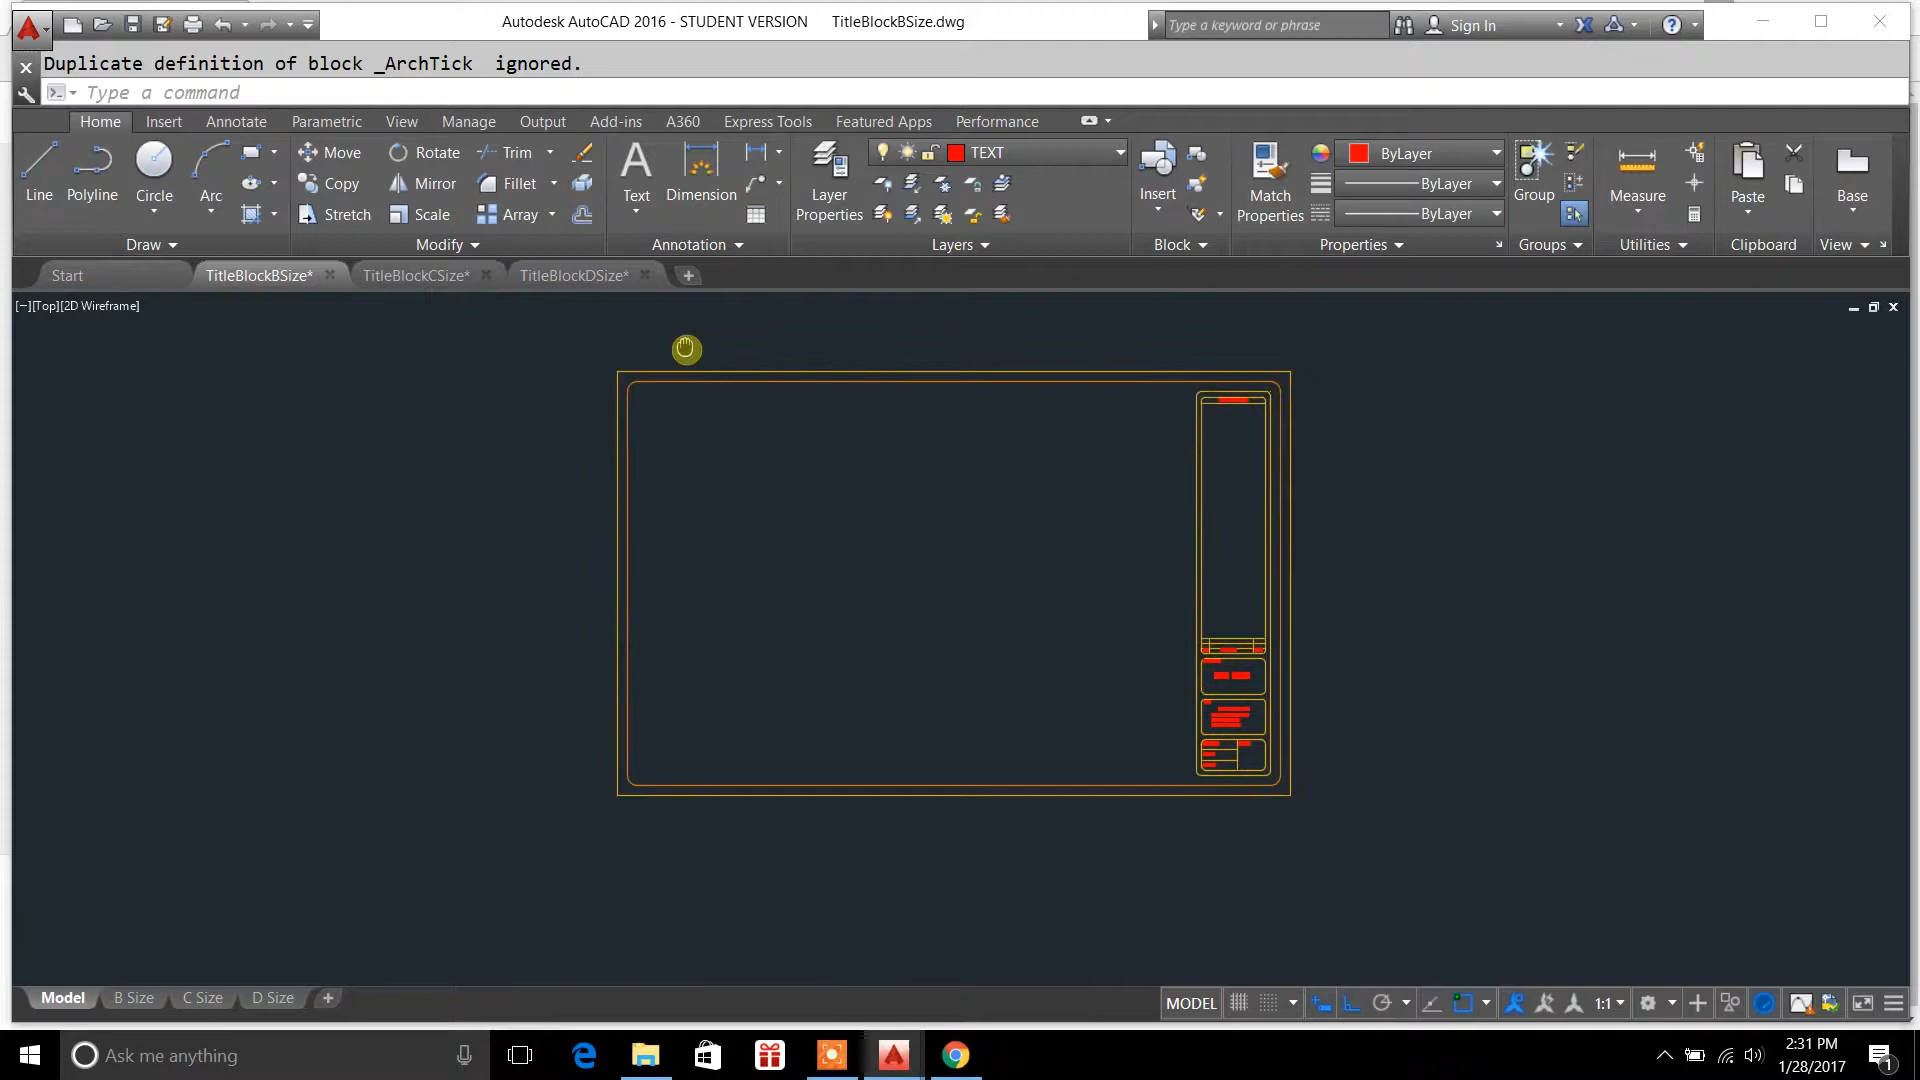 Autodesk AutoCAD 2016 - STUDENT VERSION TitleBlockBSize.dwg
Type a keyword or phrase
Sign In
Duplicate definition of block _ArchTick ignored.
Type a command
Home Insert Annotate Parametric View Manage Output Add-ins A360 Express Tools Featured Apps Performance
Line Polyline Circle Arc
Move Rotate Trim
Copy Mirror Fillet
Stretch Scale Array
Text Dimension
Layer Properties
TEXT
Insert
Match Properties
ByLayer
ByLayer
ByLayer
Group
Measure
Paste
Base
Draw Modify Annotation Layers Block Properties Groups Utilities Clipboard View
Start TitleBlockBSize* TitleBlockCSize* TitleBlockDSize*
[−][Top][2D Wireframe]
Model B Size C Size D Size
MODEL 1:1
Ask me anything
2:31 PM
1/28/2017
1